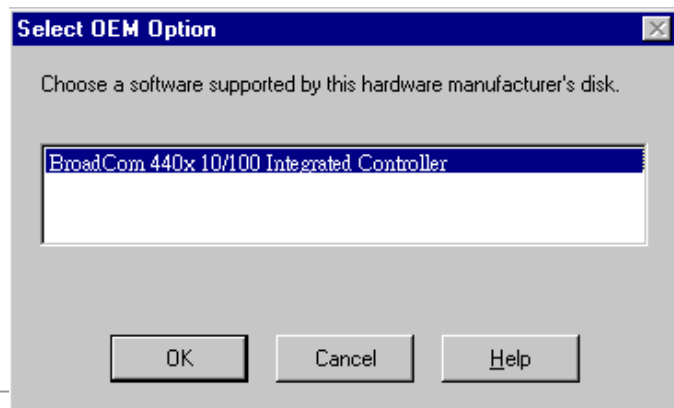 Select OEM Option
Choose a software supported by this hardware manufacturer's disk.
BroadCom 440x 10/100 Integrated Controller
OK
Cancel
Help